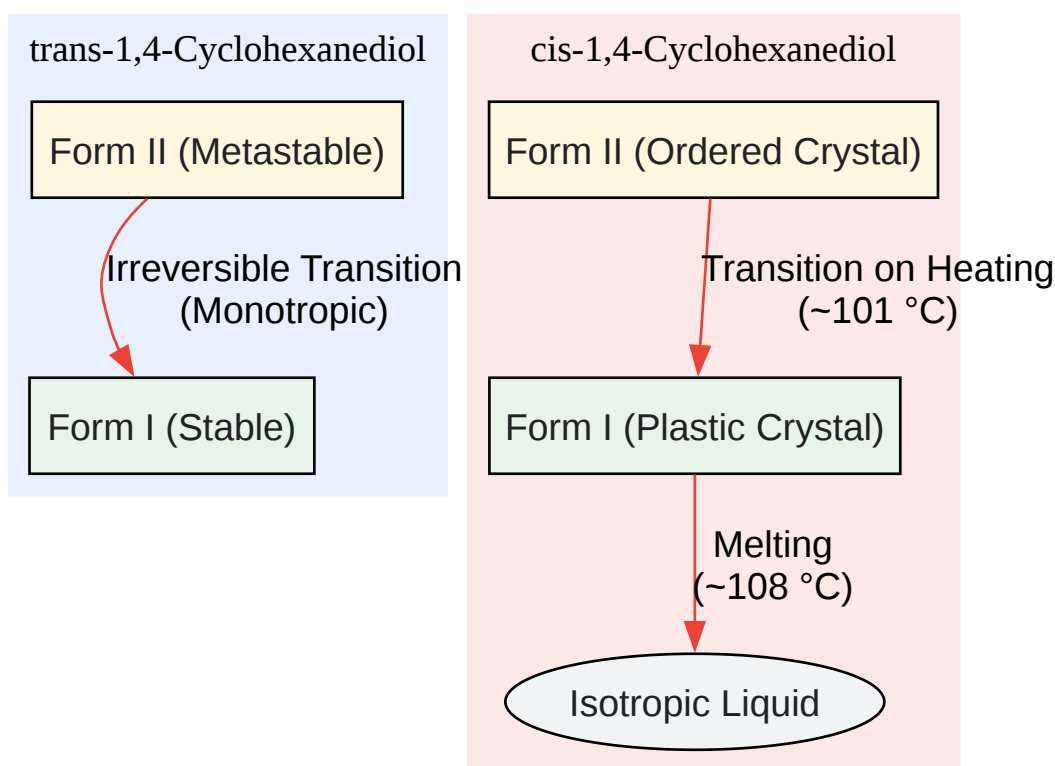 trans-1,4-Cyclohexanediol
Form II (Metastable)
Irreversible Transition
(Monotropic)
Form I (Stable)
cis-1,4-Cyclohexanediol
Form II (Ordered Crystal)
Transition on Heating
(~101 °C)
Form I (Plastic Crystal)
Melting
(~108 °C)
Isotropic Liquid